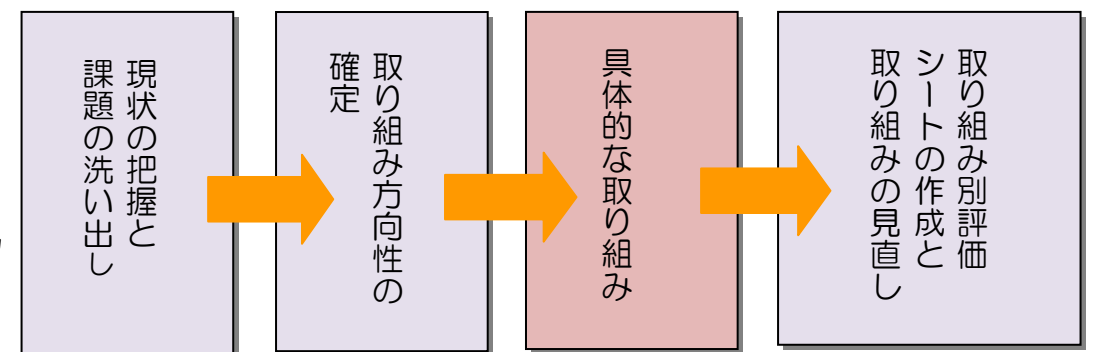 現状の把握と
課題の洗い出し
取り組み方向性の
確定
具体的な取り組み
取り組み別評価
シートの作成と
取り組みの見直し